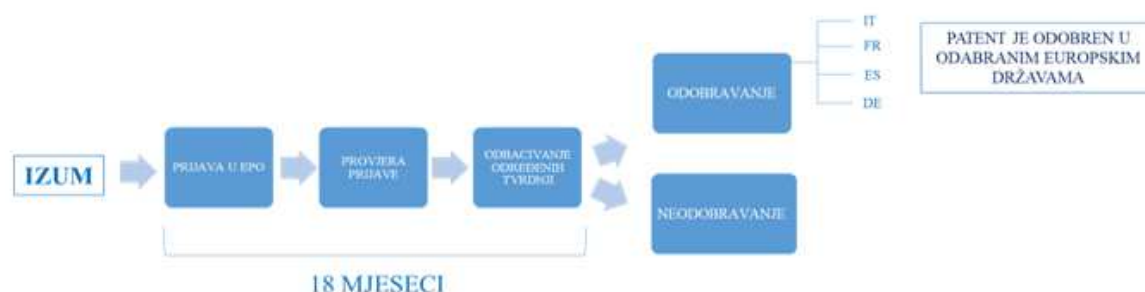 IZUM
PRIJAVA U EPO
PROVJERA
PRIJAVE
ODBACIVANJE
ODREĐENIH
TVRDNJI
18 MJESECI
ODOBRAVANJE
NEODOBRAVANJE
IT
FR
ES
DE
PATENT JE ODOBREN U
ODABRANIM EUROPSKIM
DRŽAVAMA